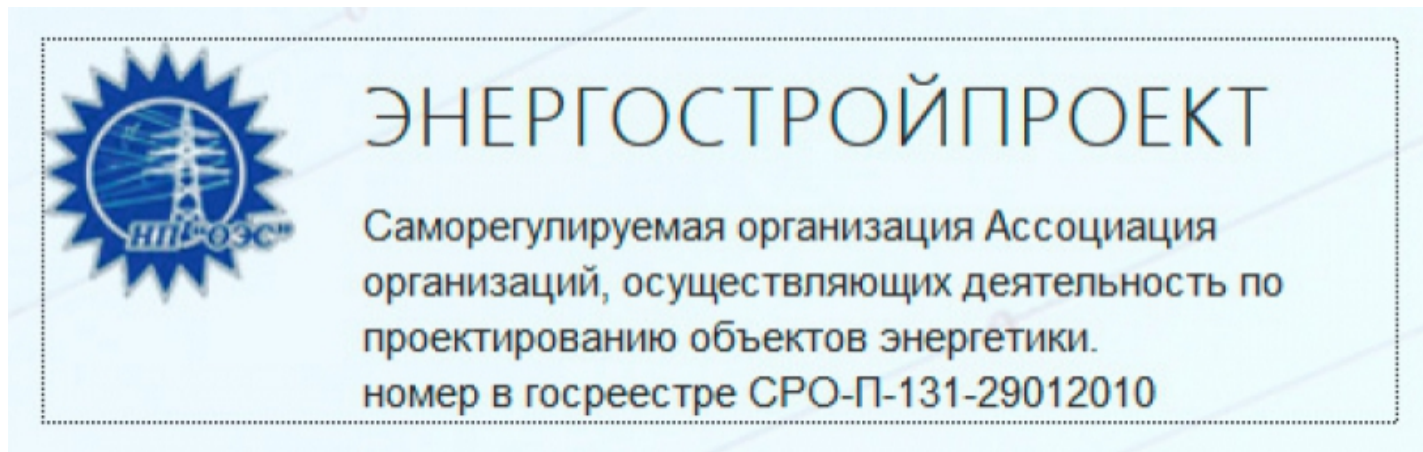 ЭНЕРГОСТРОЙПРОЕКТ
НП "ОЭС"
Саморегулируемая организация Ассоциация
организаций, осуществляющих деятельность по
проектированию объектов энергетики.
номер в госреестре СРО-П-131-29012010